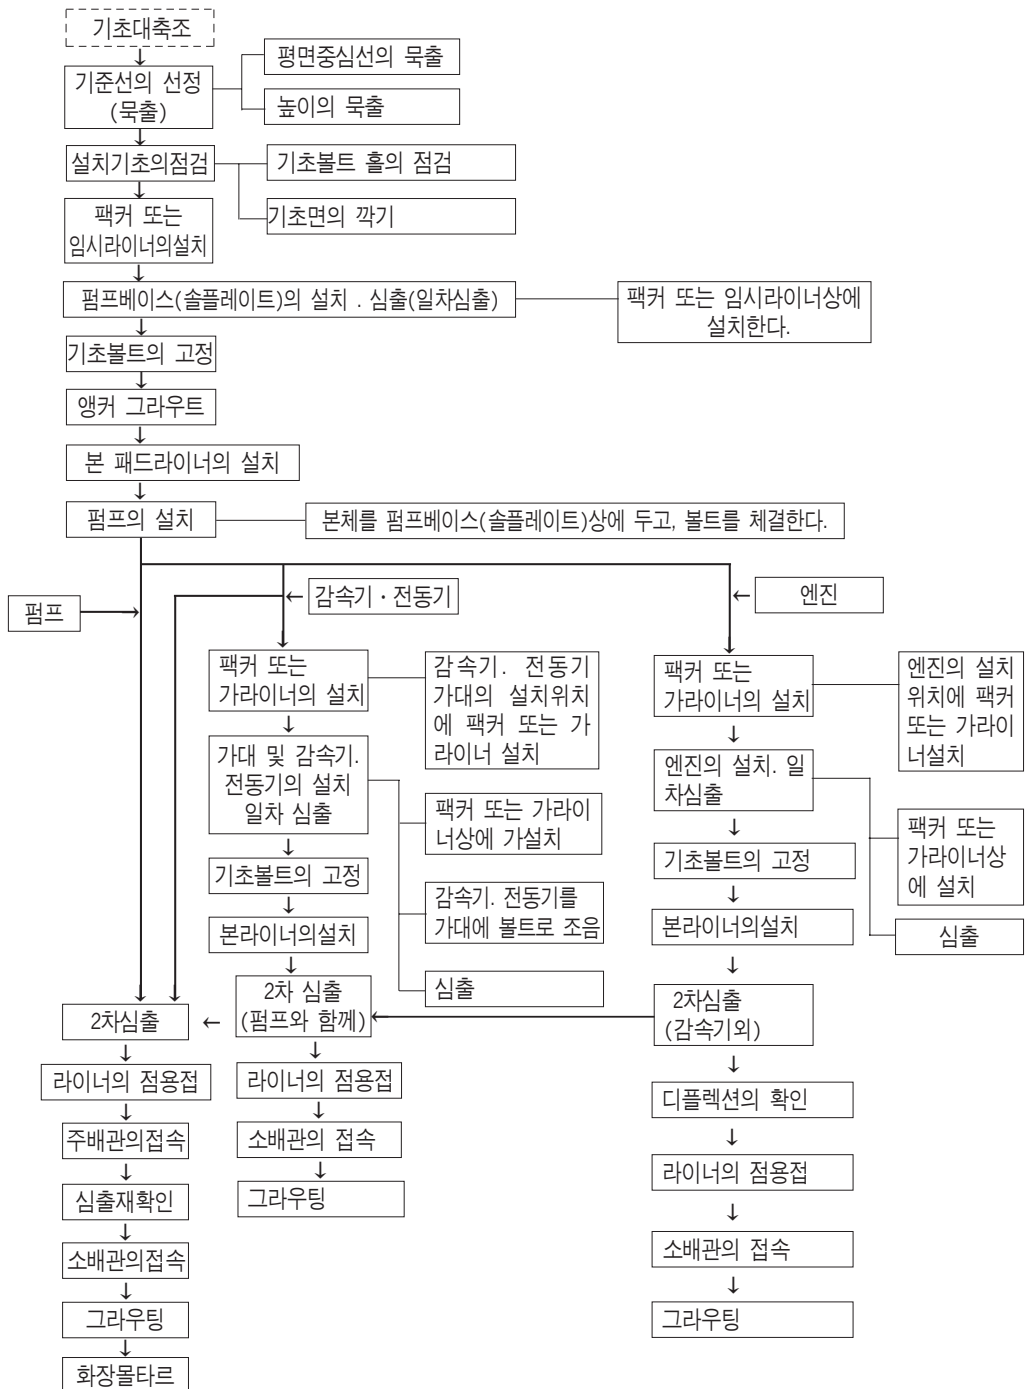 기초대축조
기준선의 선정
(묵출)
평면중심선의 묵출
높이의 묵출
설치기초의점검
기초볼트 홀의 점검
기초면의 깍기
팩커 또는
임시라이너의설치
펌프베이스(솔플레이트)의 설치 . 심출(일차심출)
팩커 또는 임시라이너상에
설치한다.
기초볼트의 고정
앵커 그라우트
본 패드라이너의 설치
펌프의 설치
본체를 펌프베이스(솔플레이트)상에 두고, 볼트를 체결한다.
펌프
감속기 · 전동기
엔진
팩커 또는
가라이너의 설치
감속기. 전동기
가대의 설치위치
에 팩커 또는 가
라이너 설치
가대 및 감속기.
전동기의 설치
일차 심출
팩커 또는 가라이
너상에 가설치
감속기. 전동기를
가대에 볼트로 조음
심출
기초볼트의 고정
본라이너의설치
2차 심출
(펌프와 함께)
라이너의 점용접
소배관의 접속
그라우팅
팩커 또는
가라이너의 설치
엔진의 설치
위치에 팩커
또는 가라이
너설치
엔진의 설치. 일
차심출
팩커 또는
가라이너상
에 설치
심출
기초볼트의 고정
본라이너의설치
2차심출
(감속기외)
디플렉션의 확인
라이너의 점용접
소배관의 접속
그라우팅
2차심출
라이너의 점용접
주배관의접속
심출재확인
소배관의접속
그라우팅
화장몰타르